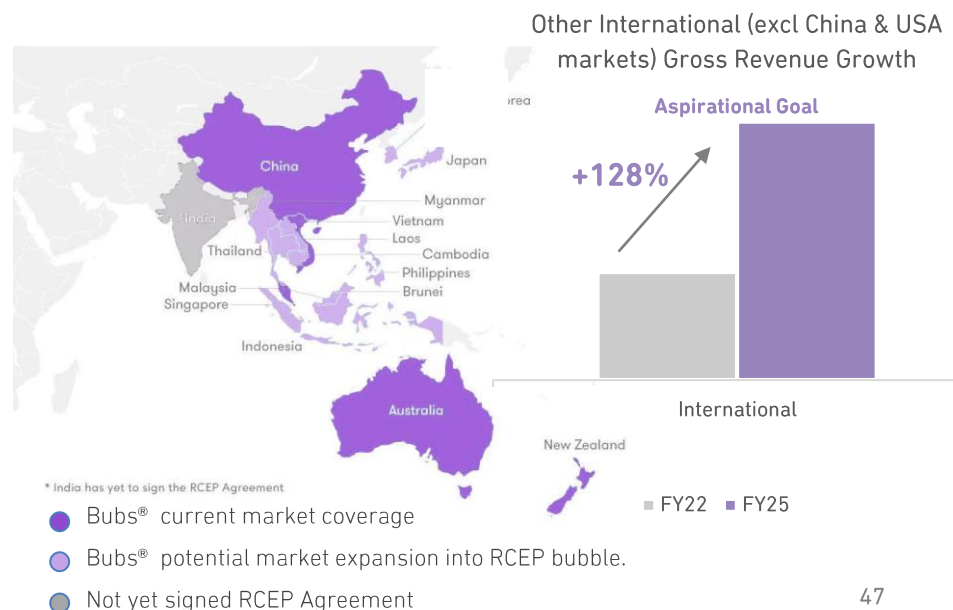 Other International (excl China & USA
markets) Gross Revenue Growth
Aspirational Goal
+128%
International
FY22
FY25
China
India
Japan
Myanmar
Vietnam
Laos
Thailand
Cambodia
Philippines
Malaysia
Brunei
Singapore
Indonesia
Australia
New Zealand
* India has yet to sign the RCEP Agreement
Bubs® current market coverage
Bubs® potential market expansion into RCEP bubble.
Not yet signed RCEP Agreement
47